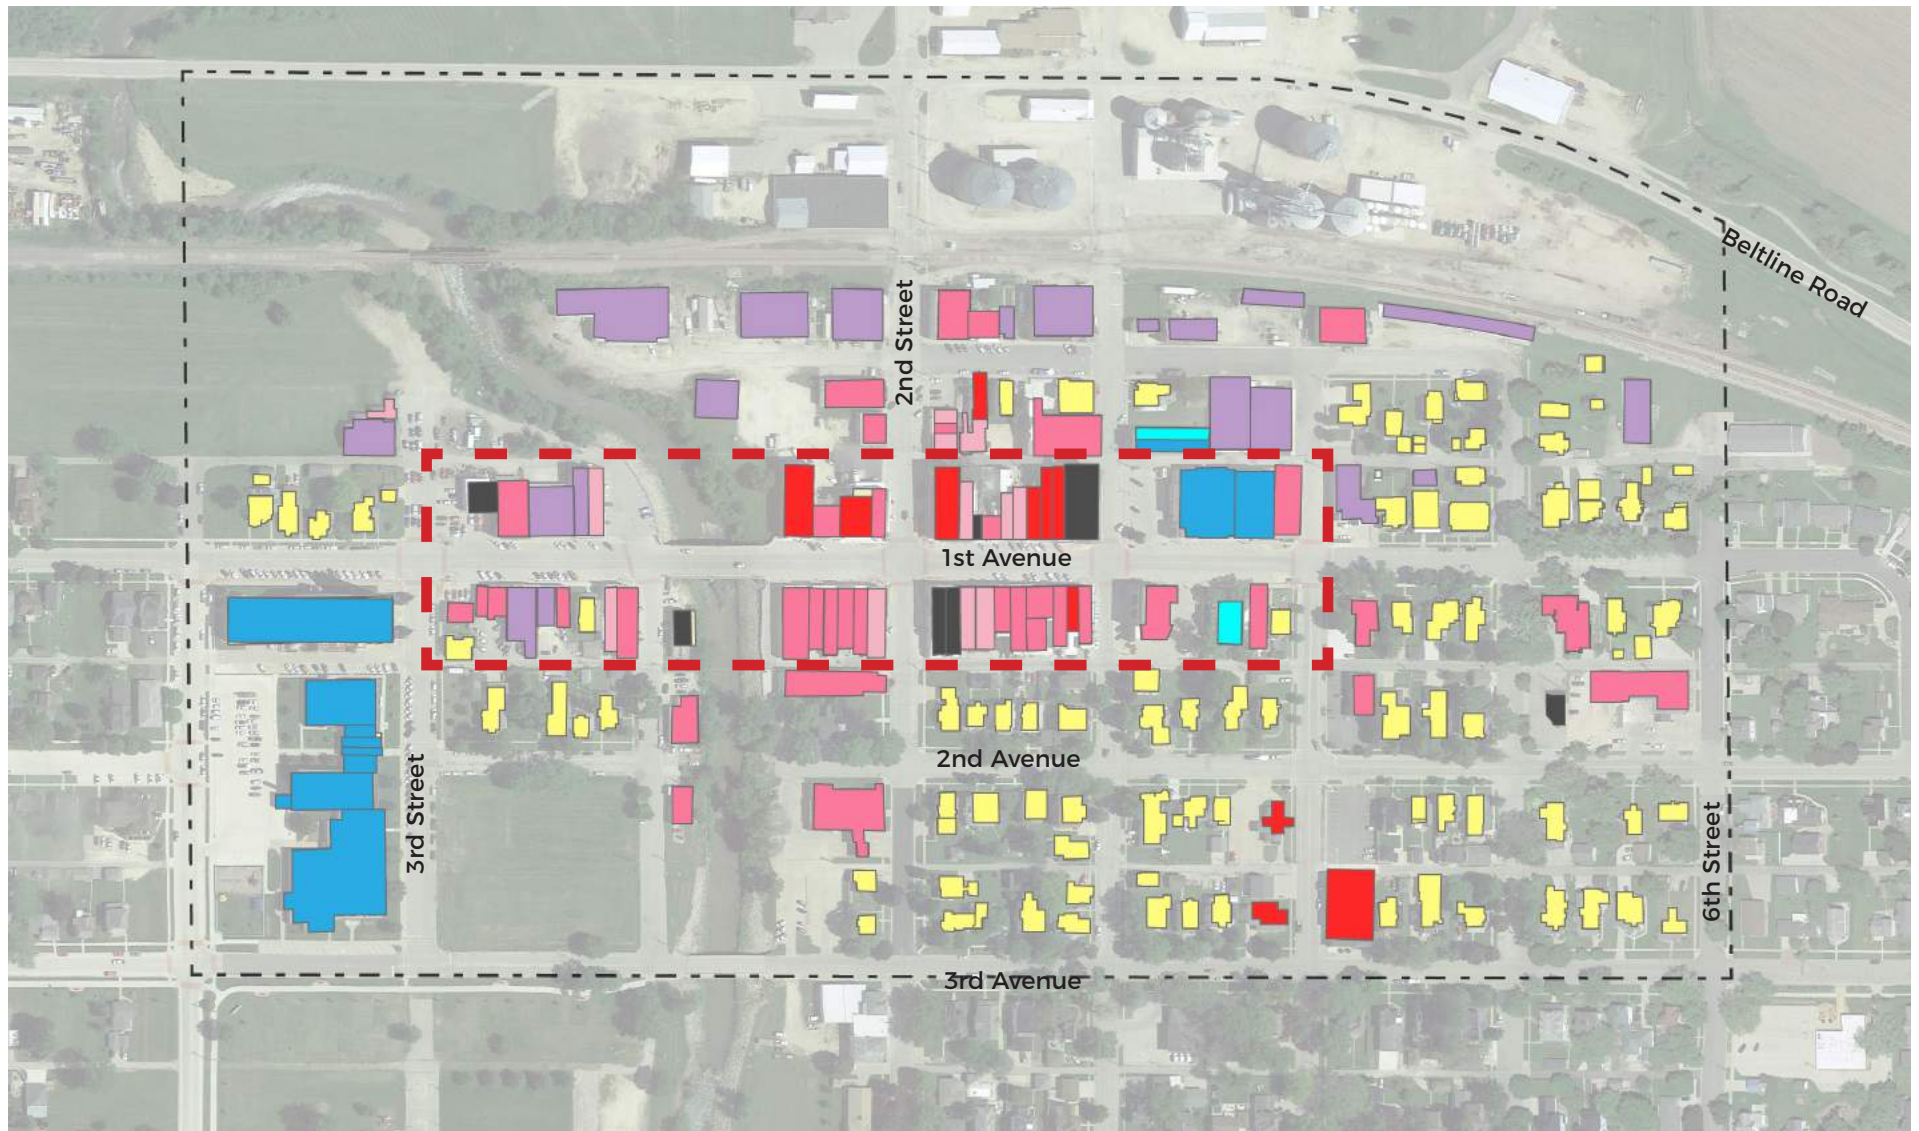 Beltline Road
2nd Street
1st Avenue
2nd Avenue
3rd Street
6th Street
3rd Avenue